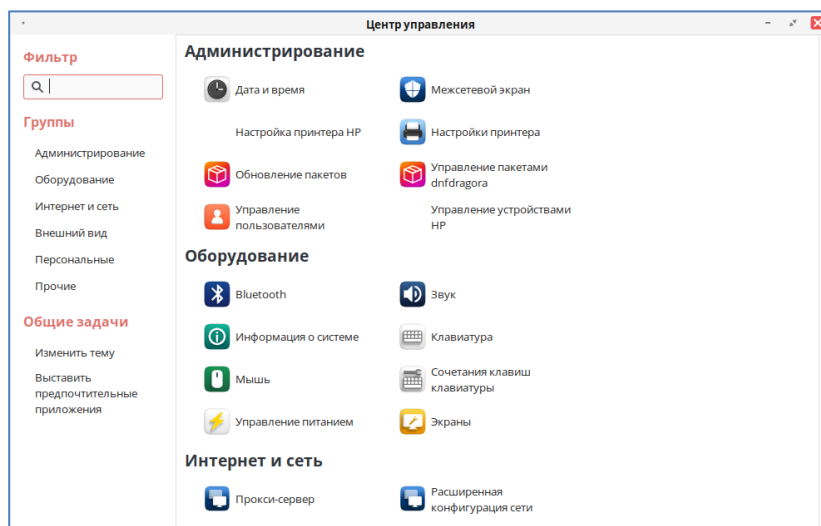 Центр управления
Фильтр
Группы
Администрирование
Оборудование
Интернет и сеть
Внешний вид
Персональные
Прочие
Общие задачи
Изменить тему
Выставить
предпочтительные
приложения
Администрирование
Дата и время
Межсетевой экран
Настройка принтера HP
Настройки принтера
Обновление пакетов
Управление пакетами
dnfdragora
Управление
пользователями
Управление устройствами
HP
Оборудование
Bluetooth
Звук
Информация о системе
Клавиатура
Мышь
Сочетания клавиш
клавиатуры
Управление питанием
Экраны
Интернет и сеть
Прокси-сервер
Расширенная
конфигурация сети